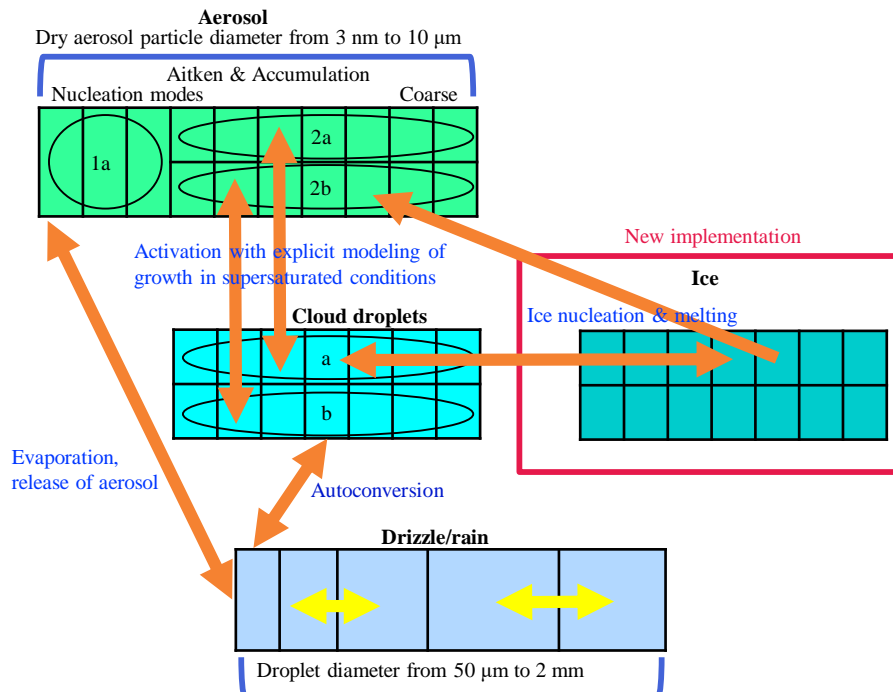 Aerosol
Dry aerosol particle diameter from 3 nm to 10 μm
Aitken & Accumulation
Nucleation modes
Coarse
1a
2a
2b
Activation with explicit modeling of
growth in supersaturated conditions
New implementation
Ice
Cloud droplets
Ice nucleation & melting
a
b
Evaporation,
release of aerosol
Autoconversion
Drizzle/rain
Droplet diameter from 50 μm to 2 mm